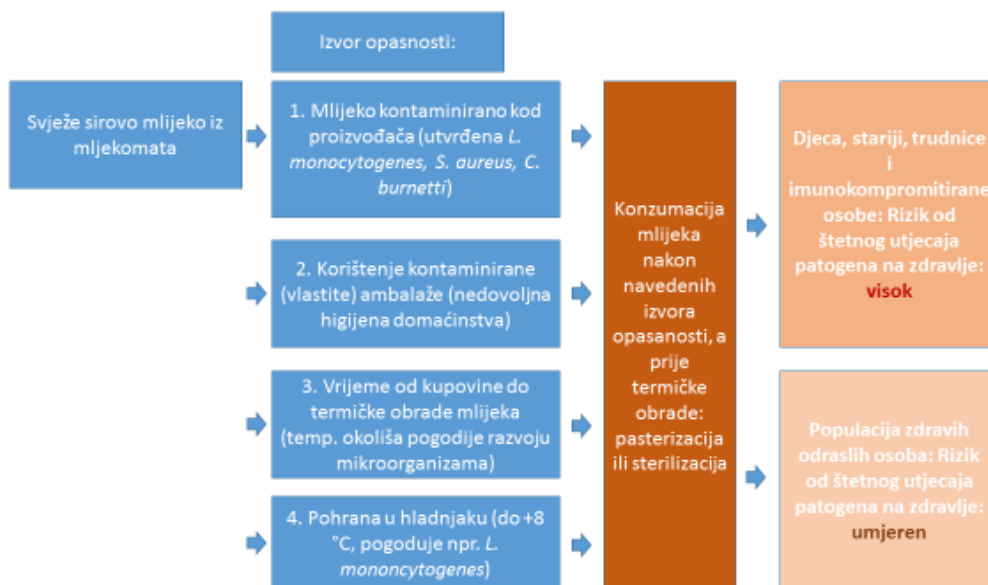 Izvor opasnosti:
Svježe sirovo mlijeko iz
mljekomata
1. Mlijeko kontaminirano kod
proizvođača (utvrđena L.
monocytogenes, S. aureus, C.
burnetti)
2. Korištenje kontaminirane
(vlastite) ambalaže (nedovoljna
higijena domaćinstva)
3. Vrijeme od kupovine do
termičke obrade mlijeka
(temp. okoliša pogodije razvoju
mikroorganizama)
4. Pohrana u hladnjaku (do +8
°C, pogoduje npr. L.
mononcytogenes)
Konzumacija
mlijeka
nakon
navedenih
izvora
opasanosti, a
prije
termičke
obrade:
pasterizacija
ili sterilizacija
Djeca, stariji, trudnice
i
imunokompromitirane
osobe: Rizik od
štetnog utjecaja
patogena na zdravlje:
visok
Populacija zdravih
odraslih osoba: Rizik
od štetnog utjecaja
patogena na zdravlje:
umjeren